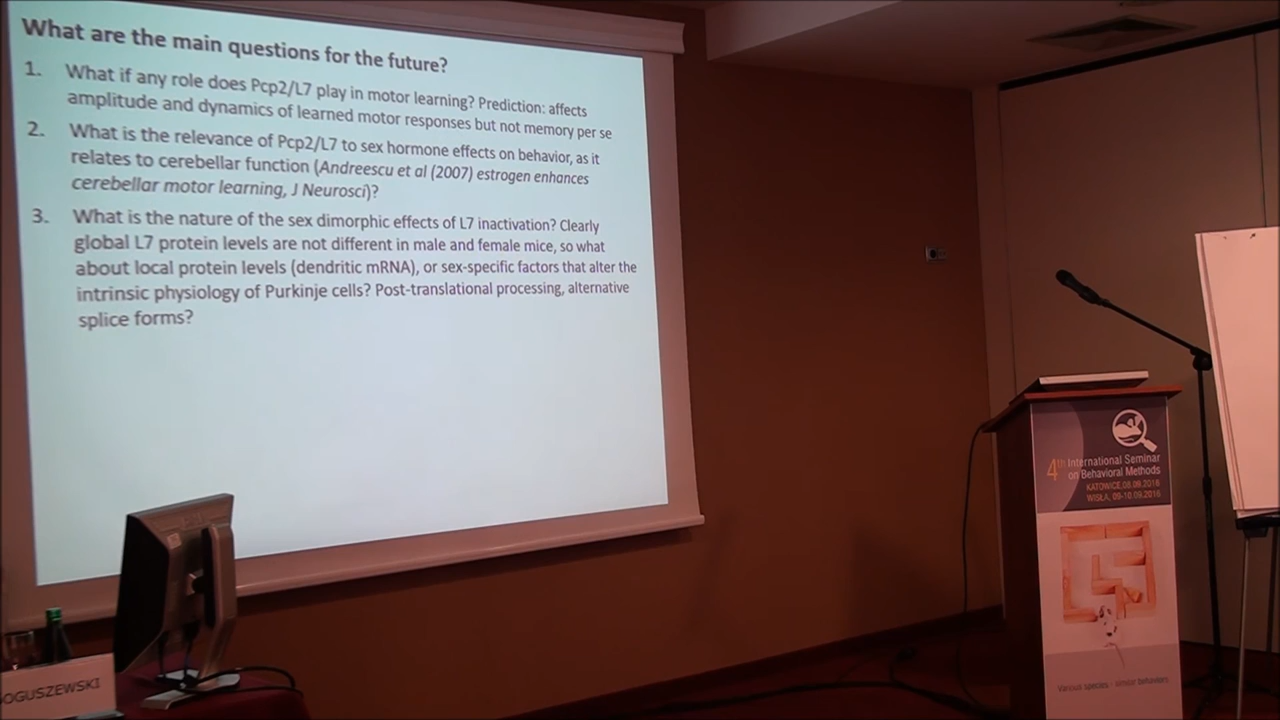 What are the main questions for the future?
1. What if any role does Pcp2/L7 play in motor learning? Prediction: affects
amplitude and dynamics of learned motor responses but not memory per se
2. What is the relevance of Pcp2/L7 to sex hormone effects on behavior, as it
relates to cerebellar function (Andreescu et al (2007) estrogen enhances
cerebellar motor learning, J Neurosci)?
3. What is the nature of the sex dimorphic effects of L7 inactivation? Clearly
global L7 protein levels are not different in male and female mice, so what
about local protein levels (dendritic mRNA), or sex-specific factors that alter the
intrinsic physiology of Purkinje cells? Post-translational processing, alternative
splice forms?
4th International Seminar
on Behavioral Methods
KATOWICE,08.09.2016
WISŁA, 09-10.09.2016
Various species - similar behaviors
OGUSZEWSKI